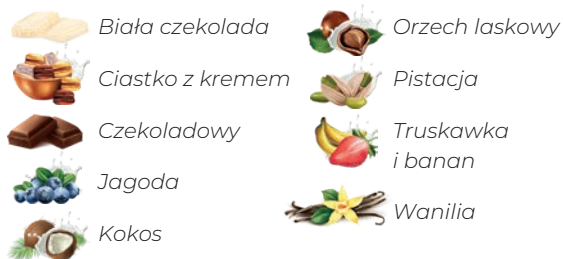 Biała czekolada
Ciastko z kremem
Czekoladowy
Jagoda
Kokos
Orzech laskowy
Pistacja
Truskawka
i banan
Wanilia